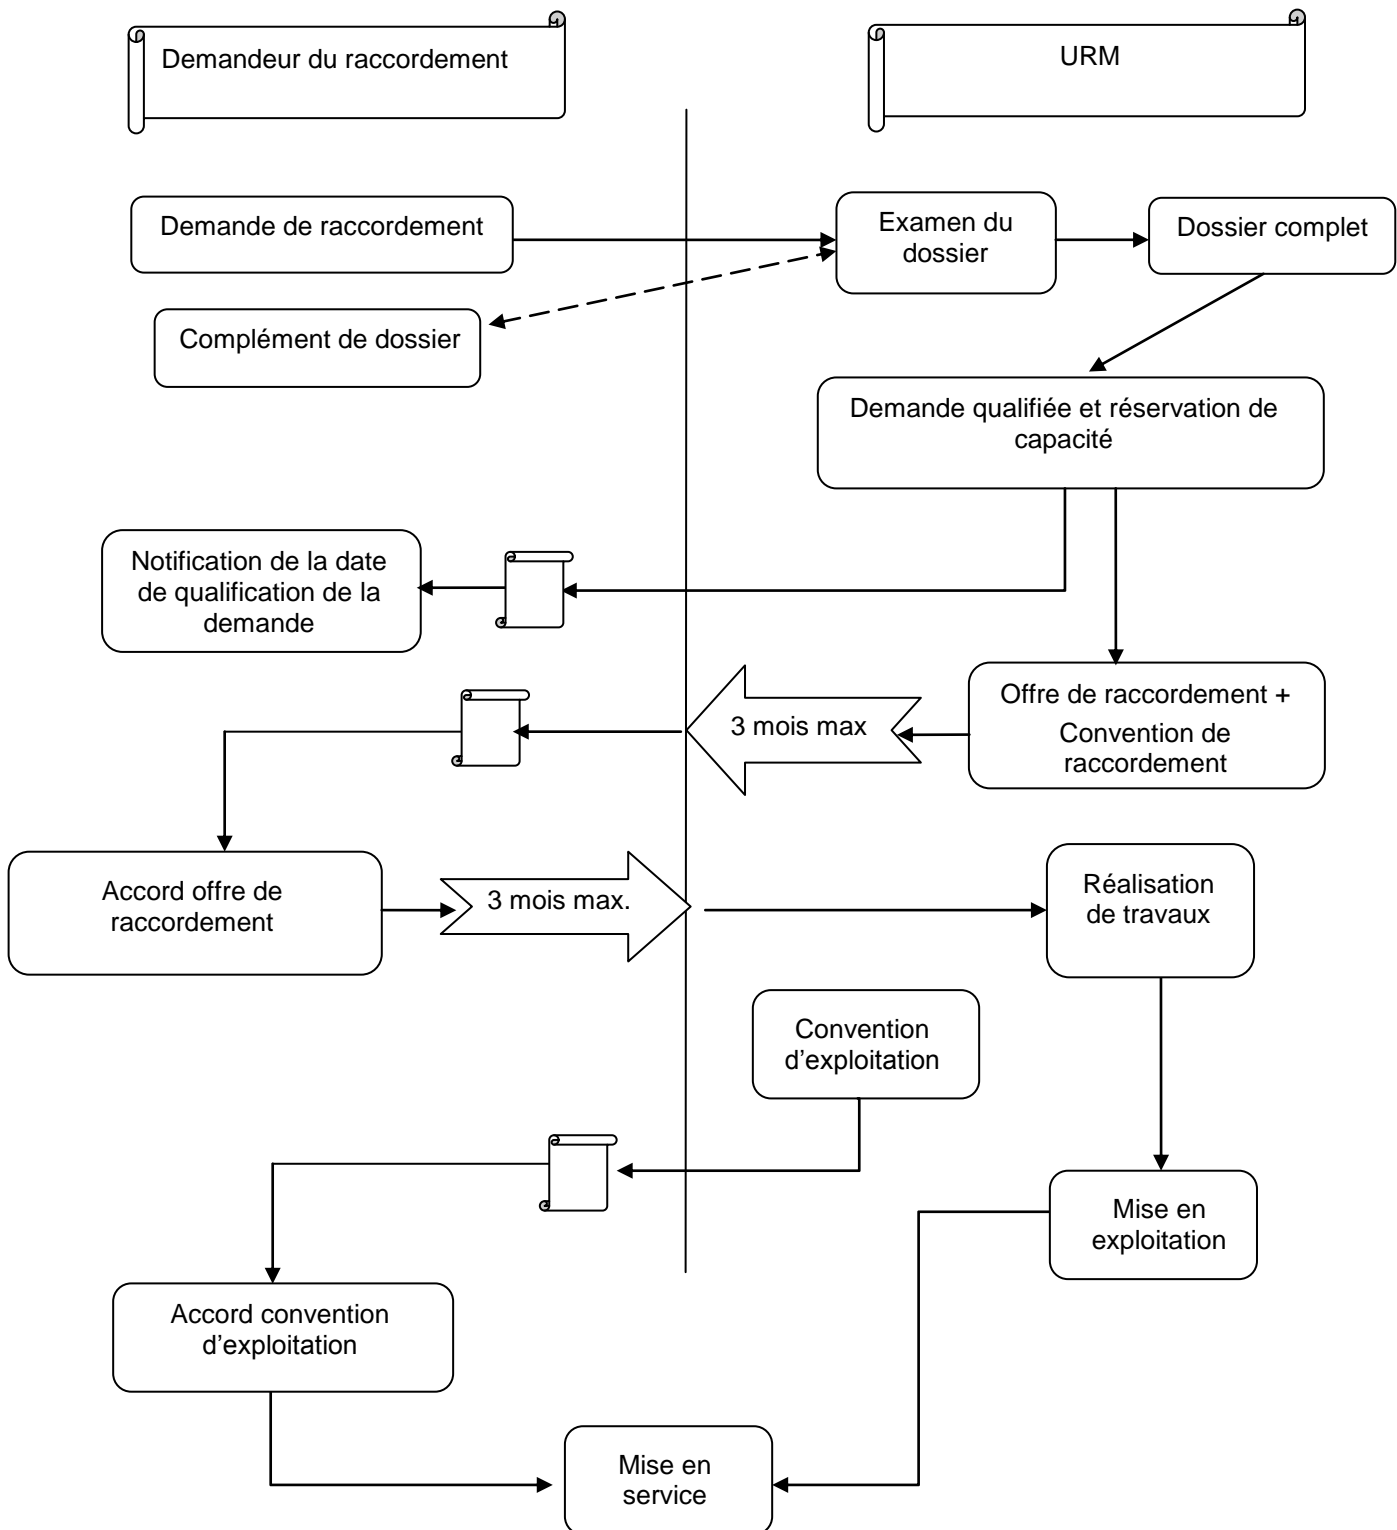 Demandeur du raccordement
URM
Demande de raccordement
Examen du
dossier
Dossier complet
Complément de dossier
Demande qualifiée et réservation de
capacité
Notification de la date
de qualification de la
demande
Offre de raccordement +
Convention de
raccordement
3 mois max
Accord offre de
raccordement
3 mois max.
Réalisation
de travaux
Convention
d’exploitation
Mise en
exploitation
Accord convention
d’exploitation
Mise en
service